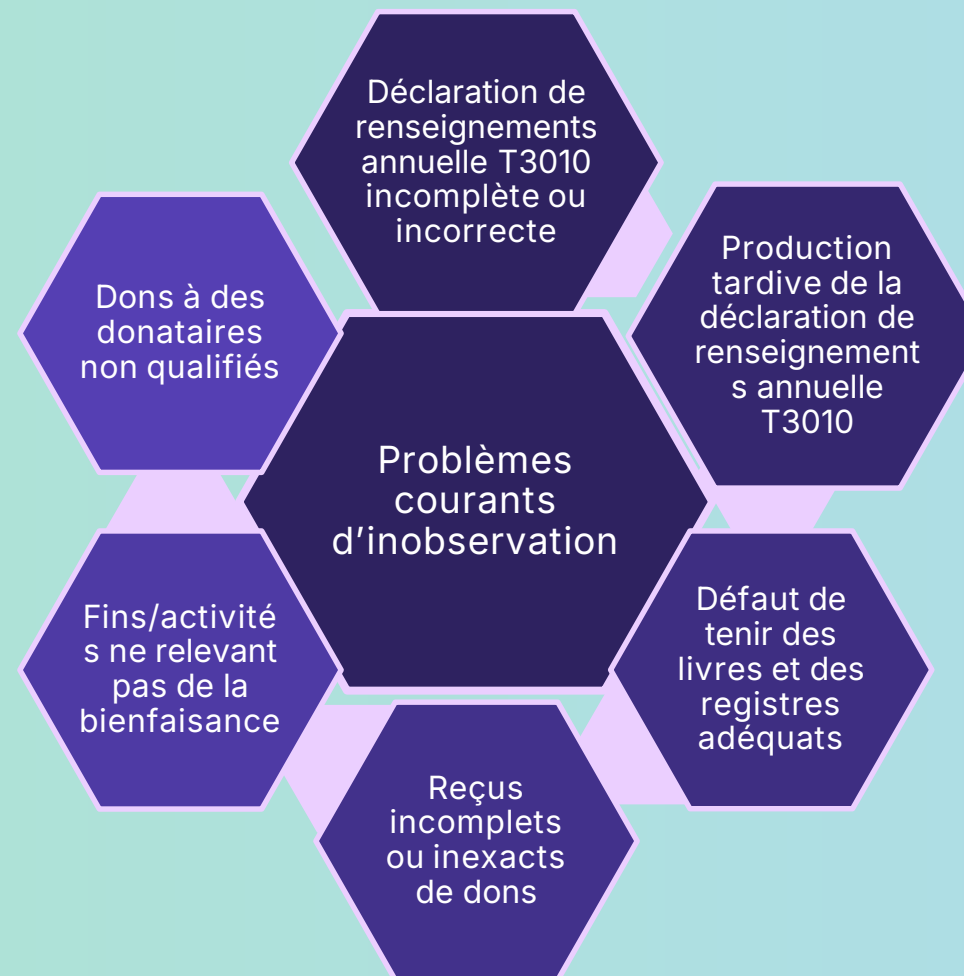 Déclaration de
renseignements
annuelle T3010
incomplète ou
incorrecte
Production
tardive de la
déclaration de
renseignement
s annuelle
T3010
Défaut de
tenir des
livres et des
registres
adéquats
Reçus
incomplets
ou inexacts
de dons
Fins/activité
s ne relevant
pas de la
bienfaisance
Dons à des
donataires
non qualifiés
Problèmes
courants
d’inobservation